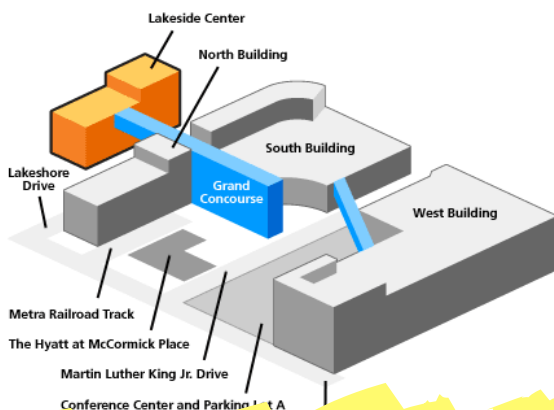 Lakeside Center
North Building
South Building
Lakeshore
Drive
Grand
Concourse
West Building
Metra Railroad Track
The Hyatt at McCormick Place
Martin Luther King Jr. Drive
Conference Center and Parking A